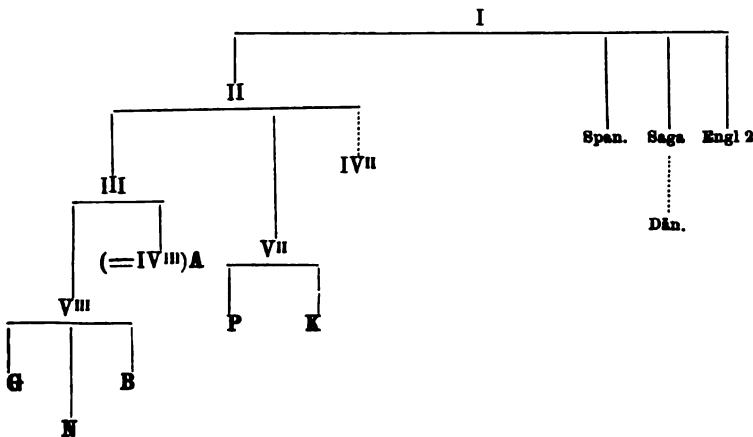 I
II
Span. Saga Engl 2
IVII
III
Dän.
(=IVIII)A VII
VIII
P K
G B
N